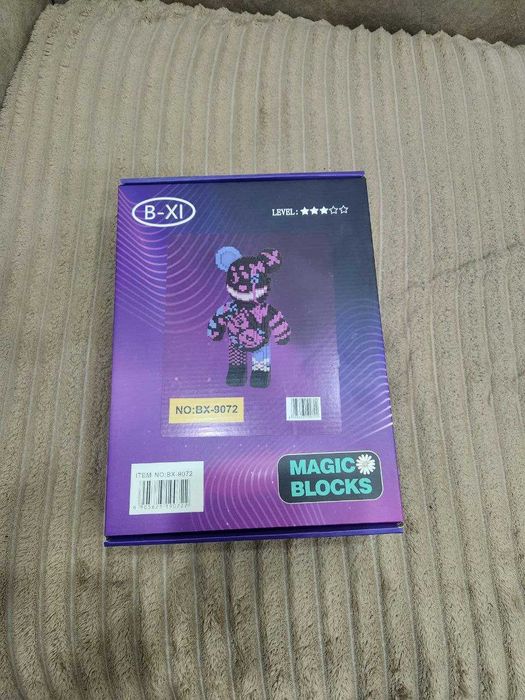 B-XI
LEVEL: ★★★☆☆
NO:BX-9072
ITEM NO:BX-9072
MAGIC
BLOCKS